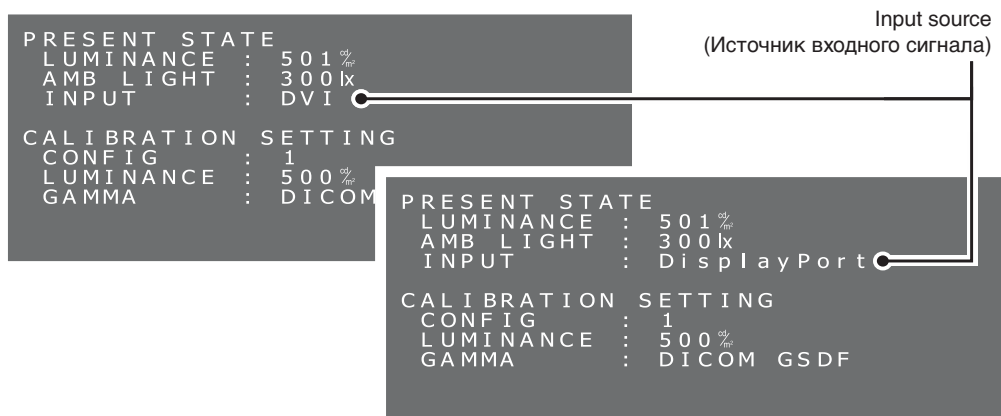 Input source
(Источник входного сигнала)
PRESENT STATE
LUMINANCE : 501 cd/m²
AMB LIGHT : 300 lx
INPUT : DVI
CALIBRATION SETTING
CONFIG : 1
LUMINANCE : 500 cd/m²
GAMMA : DICOM
PRESENT STATE
LUMINANCE : 501 cd/m²
AMB LIGHT : 300 lx
INPUT : DisplayPort
CALIBRATION SETTING
CONFIG : 1
LUMINANCE : 500 cd/m²
GAMMA : DICOM GSDF